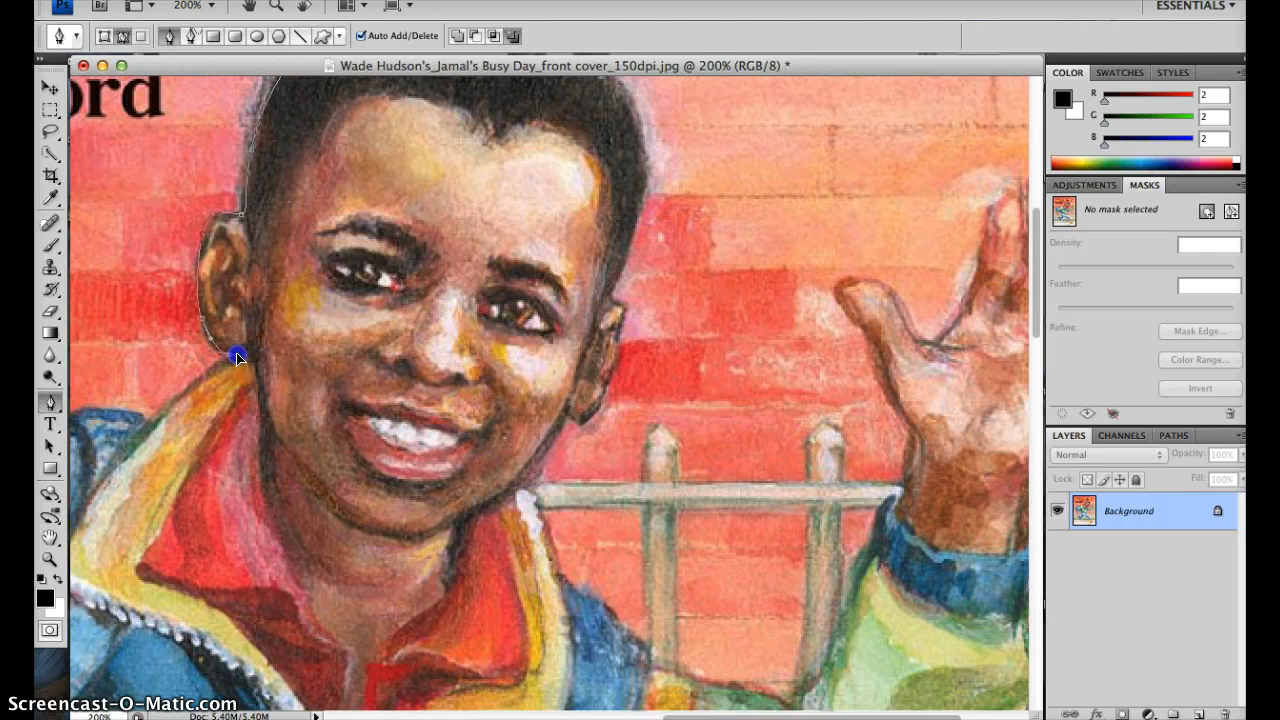 Ps Br 200% ESSENTIALS
Auto Add/Delete
Wade Hudson's_Jamal's Busy Day_front cover_150dpi.jpg @ 200% (RGB/8) *
ord
COLOR SWATCHES STYLES
R 2
G 2
B 2
ADJUSTMENTS MASKS
No mask selected
Density:
Feather:
Refine: Mask Edge...
Color Range...
Invert
LAYERS CHANNELS PATHS
Normal Opacity: 100%
Lock: Fill: 100%
Background
T
Screencast-O-Matic.com
200% Doc: 5.40M/5.40M